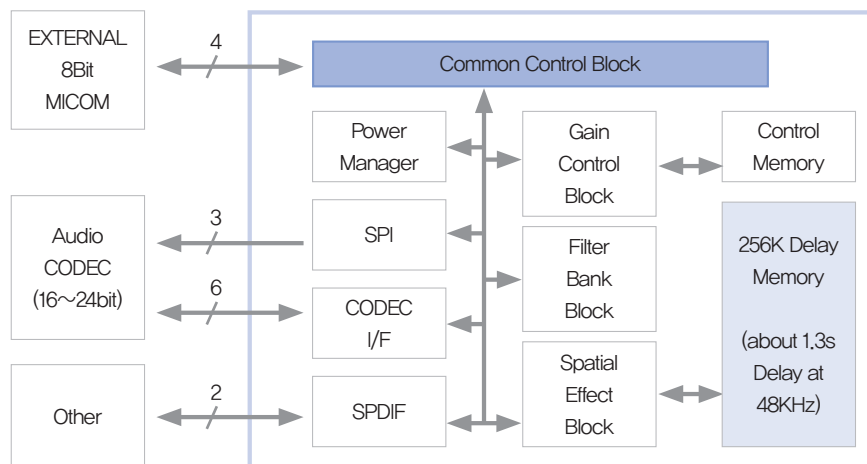 EXTERNAL
8Bit
MICOM
4
Common Control Block
Power
Manager
Gain
Control
Block
Control
Memory
Audio
CODEC
(16～24bit)
3
SPI
6
CODEC
I/F
Filter
Bank
Block
256K Delay
Memory
(about 1.3s
Delay at
48KHz)
Other
2
SPDIF
Spatial
Effect
Block